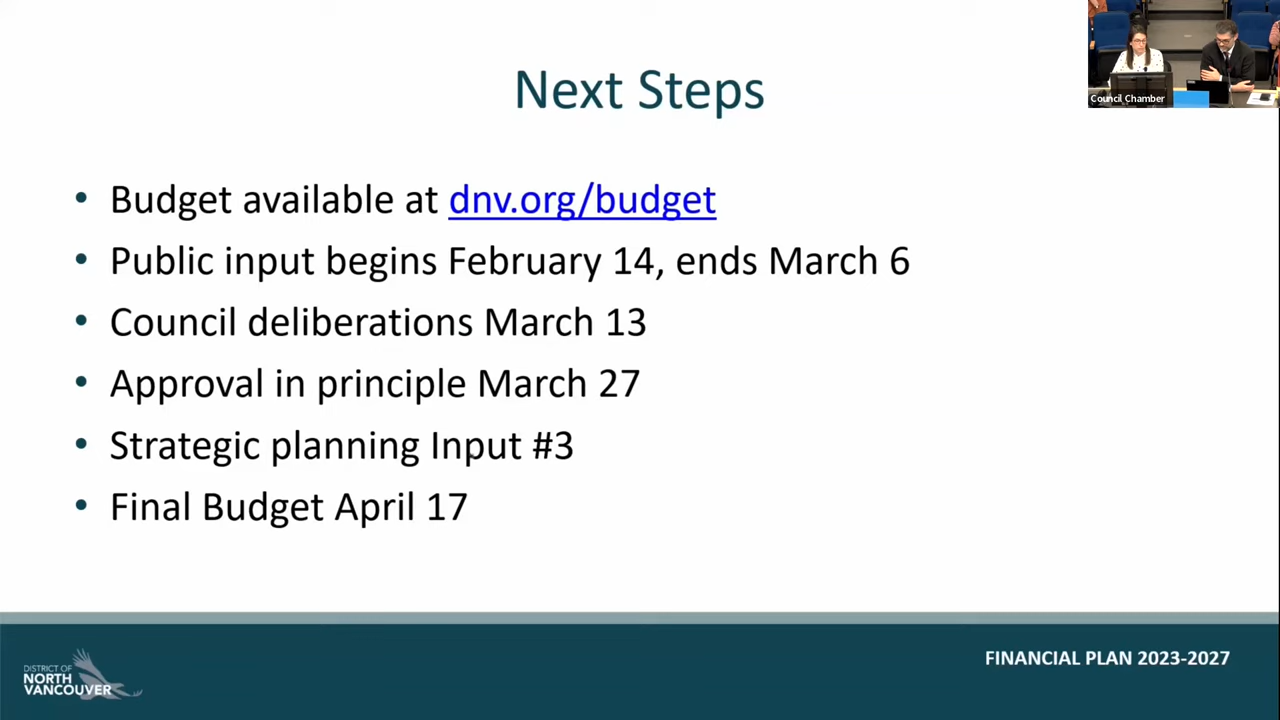 Next Steps
Council Chamber
• Budget available at dnv.org/budget
• Public input begins February 14, ends March 6
• Council deliberations March 13
• Approval in principle March 27
• Strategic planning Input #3
• Final Budget April 17
DISTRICT OF
NORTH
VANCOUVER
FINANCIAL PLAN 2023-2027